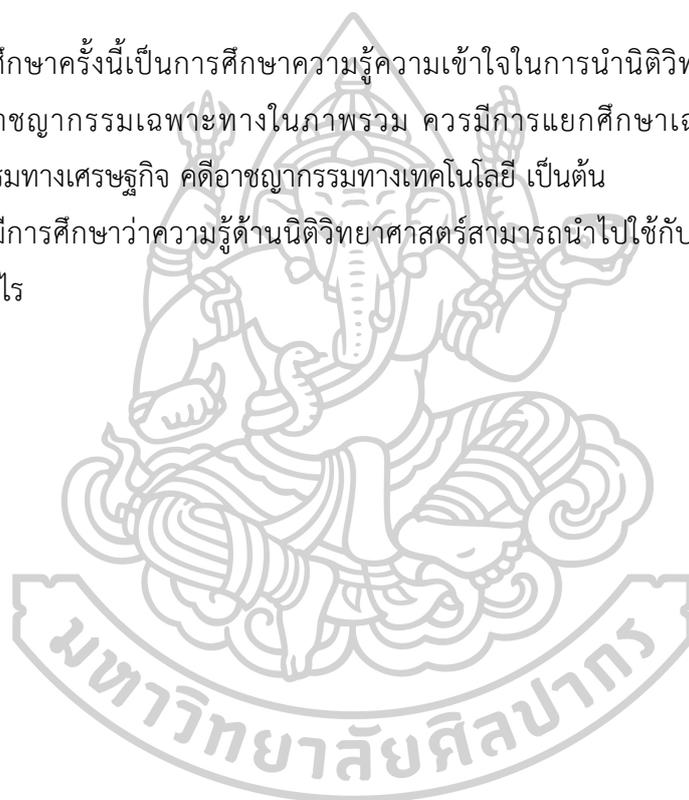 ศึกษาครั้งนี้เป็นการศึกษาความรู้ความเข้าใจในการนำนิติวิท
าชญากรรมเฉพาะทางในภาพรวม ควรมีการแยกศึกษาเฉ
รมทางเศรษฐกิจ คดีอาชญากรรมทางเทคโนโลยี เป็นต้น
มีการศึกษาว่าความรู้ด้านนิติวิทยาศาสตร์สามารถนำไปใช้กับ
ไร
มหาวิทยาลัยศิลปากร